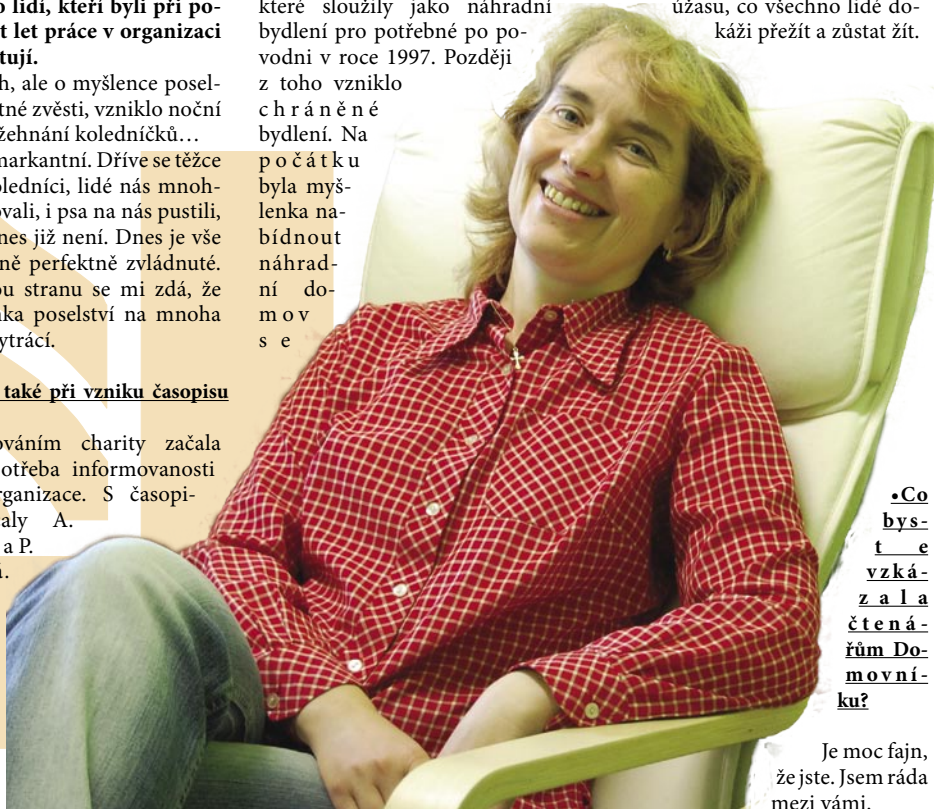 o lidí, kteří byli při po-
t let práce v organizaci
tují.
h, ale o myšlence posel-
tné zvěsti, vzniklo noční
žehnání koledníčků…
markantní. Dříve se těžce
oledníci, lidé nás mnoh-
ovali, i psa na nás pustili,
nes již není. Dnes je vše
ně perfektně zvládnuté.
ou stranu se mi zdá, že
nka poselství na mnoha
ytrácí.
také při vzniku časopisu
ováním charity začala
otřeba informovanosti
rganizace. S časopi-
aly A.
a P.
á.
které sloužily jako náhradní
bydlení pro potřebné po po-
vodni v roce 1997. Později
z toho vzniklo
chráněné
bydlení. Na
počátku
byla myš-
lenka na-
bídnout
náhrad-
ní do-
mov
se
úžasu, co všechno lidé do-
káži přežít a zůstat žít.
•Co
bys-
te
vzká-
zala
čtená-
řům Do-
movní-
ku?
Je moc fajn,
že jste. Jsem ráda
mezi vámi.